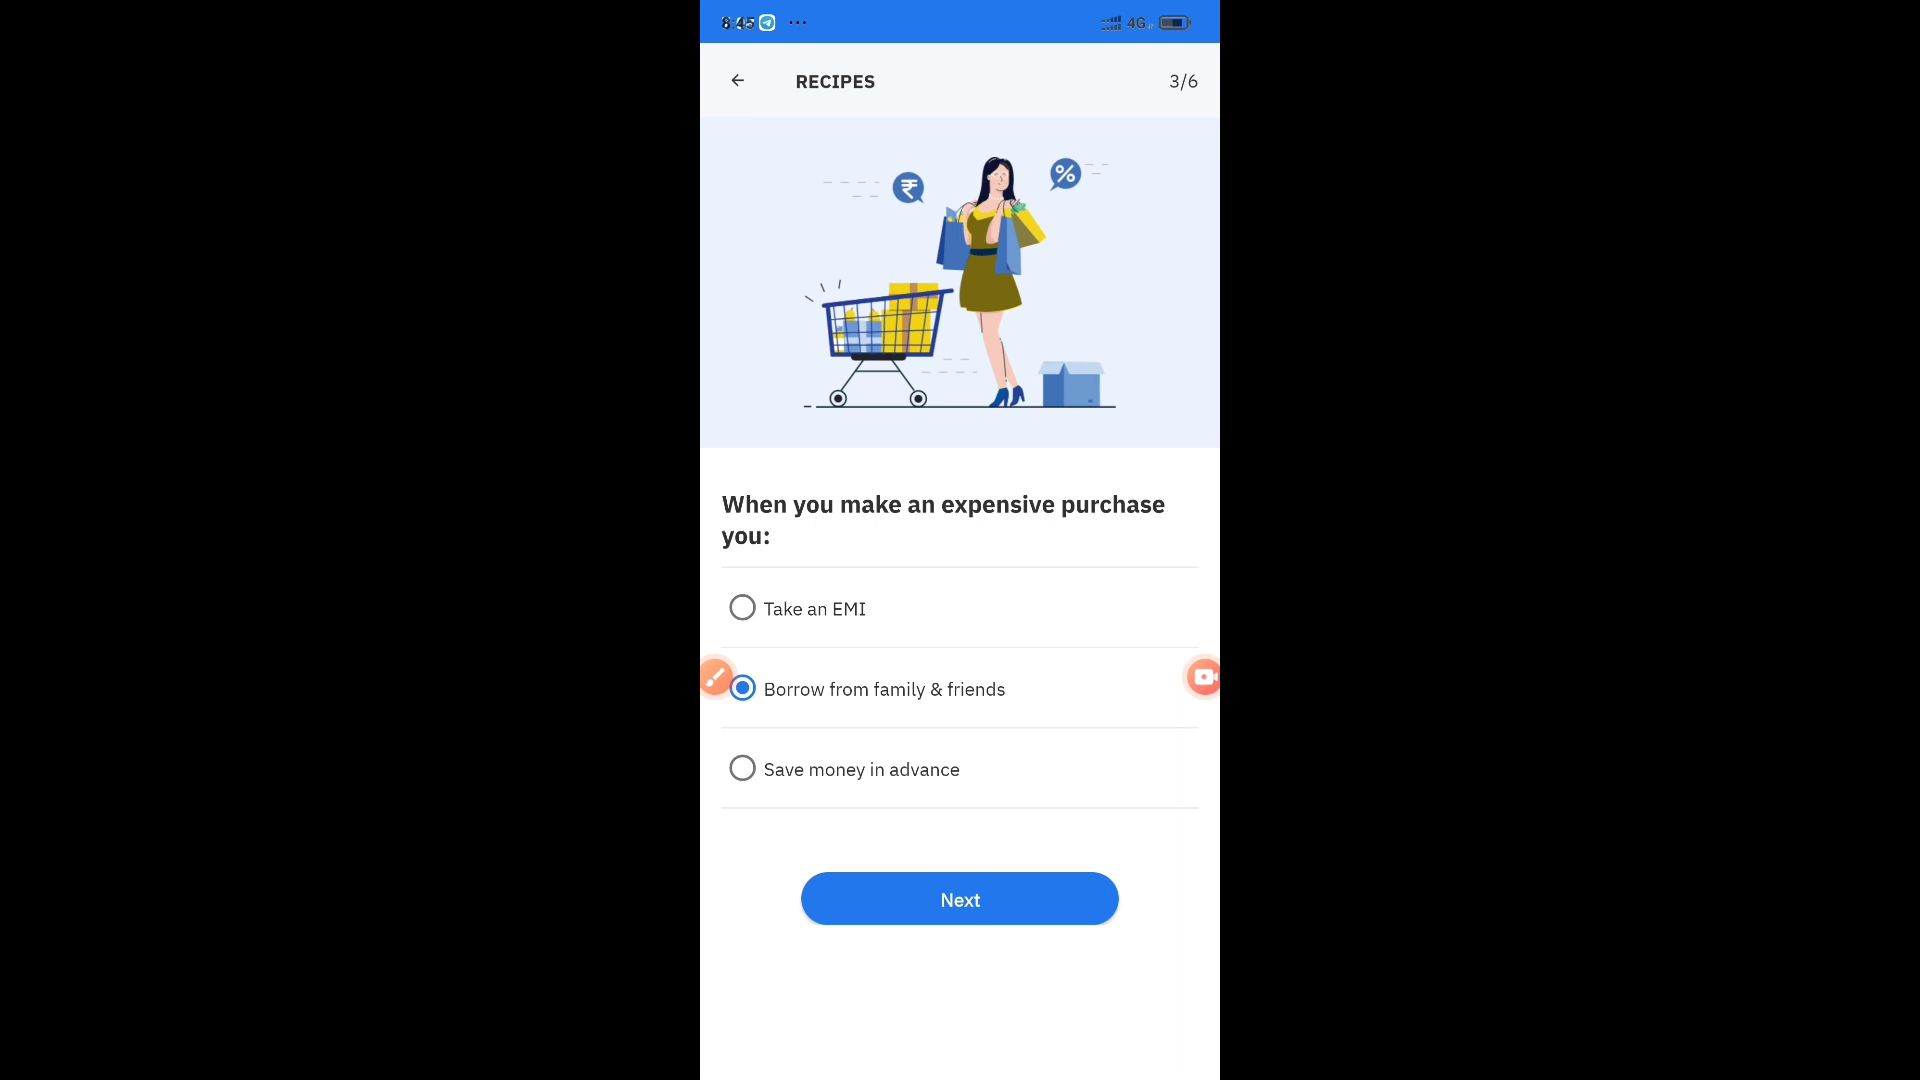 8:45 ...
4G
RECIPES
3/6
₹
%
When you make an expensive purchase
you:
Take an EMI
Borrow from family & friends
Save money in advance
Next